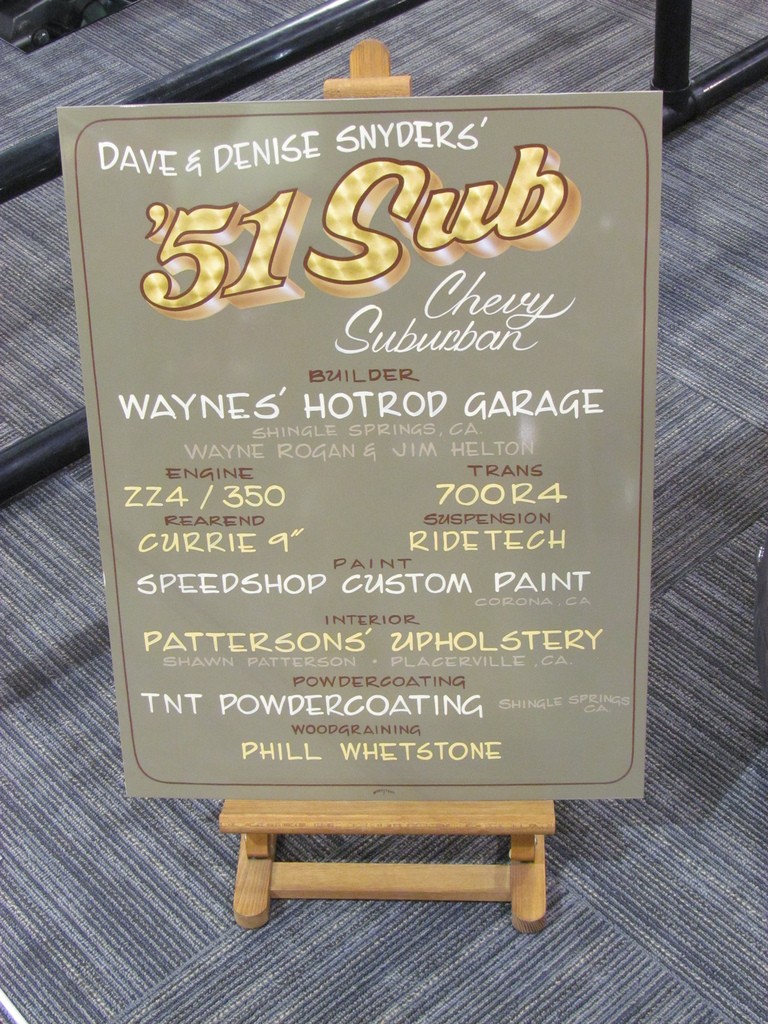 DAVE & DENISE SNYDERS'
'51 Sub
Chevy
Suburban
BUILDER
WAYNES' HOTROD GARAGE
SHINGLE SPRINGS, CA.
WAYNE ROGAN & JIM HELTON
ENGINE TRANS
ZZ4 / 350 700R4
REAREND SUSPENSION
CURRIE 9" RIDETECH
PAINT
SPEEDSHOP CUSTOM PAINT
CORONA, CA
INTERIOR
PATTERSONS' UPHOLSTERY
SHAWN PATTERSON • PLACERVILLE, CA.
POWDERCOATING
TNT POWDERCOATING SHINGLE SPRINGS
CA
WOODGRAINING
PHILL WHETSTONE